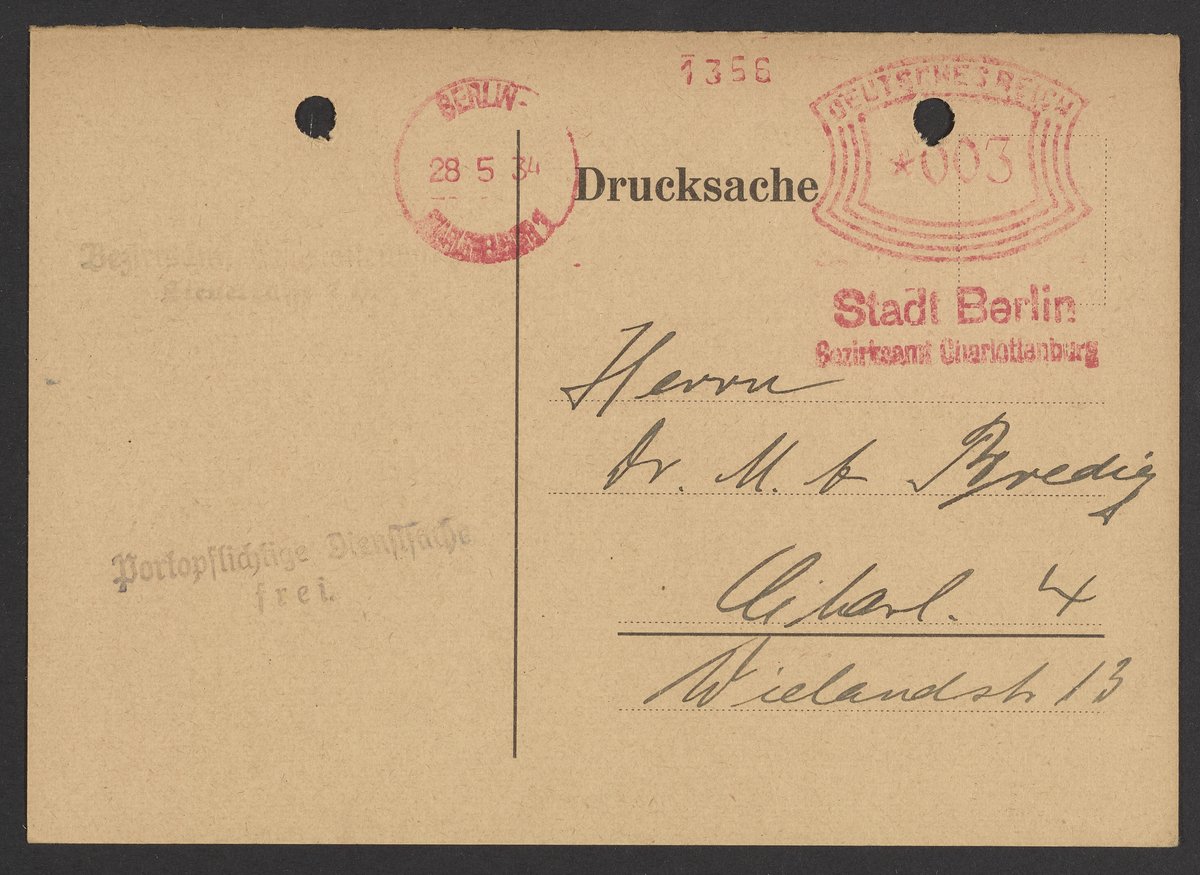 1356
BERLIN-
28 5 34
DEUTSCHES REICH
*003
Drucksache
Stadt Berlin
Bezirksamt Charlottenburg
Herrn
Dr. M. A. Bredig
Charl. 4
Wielandstr 13
Portopflichtige Dienstsache
frei.